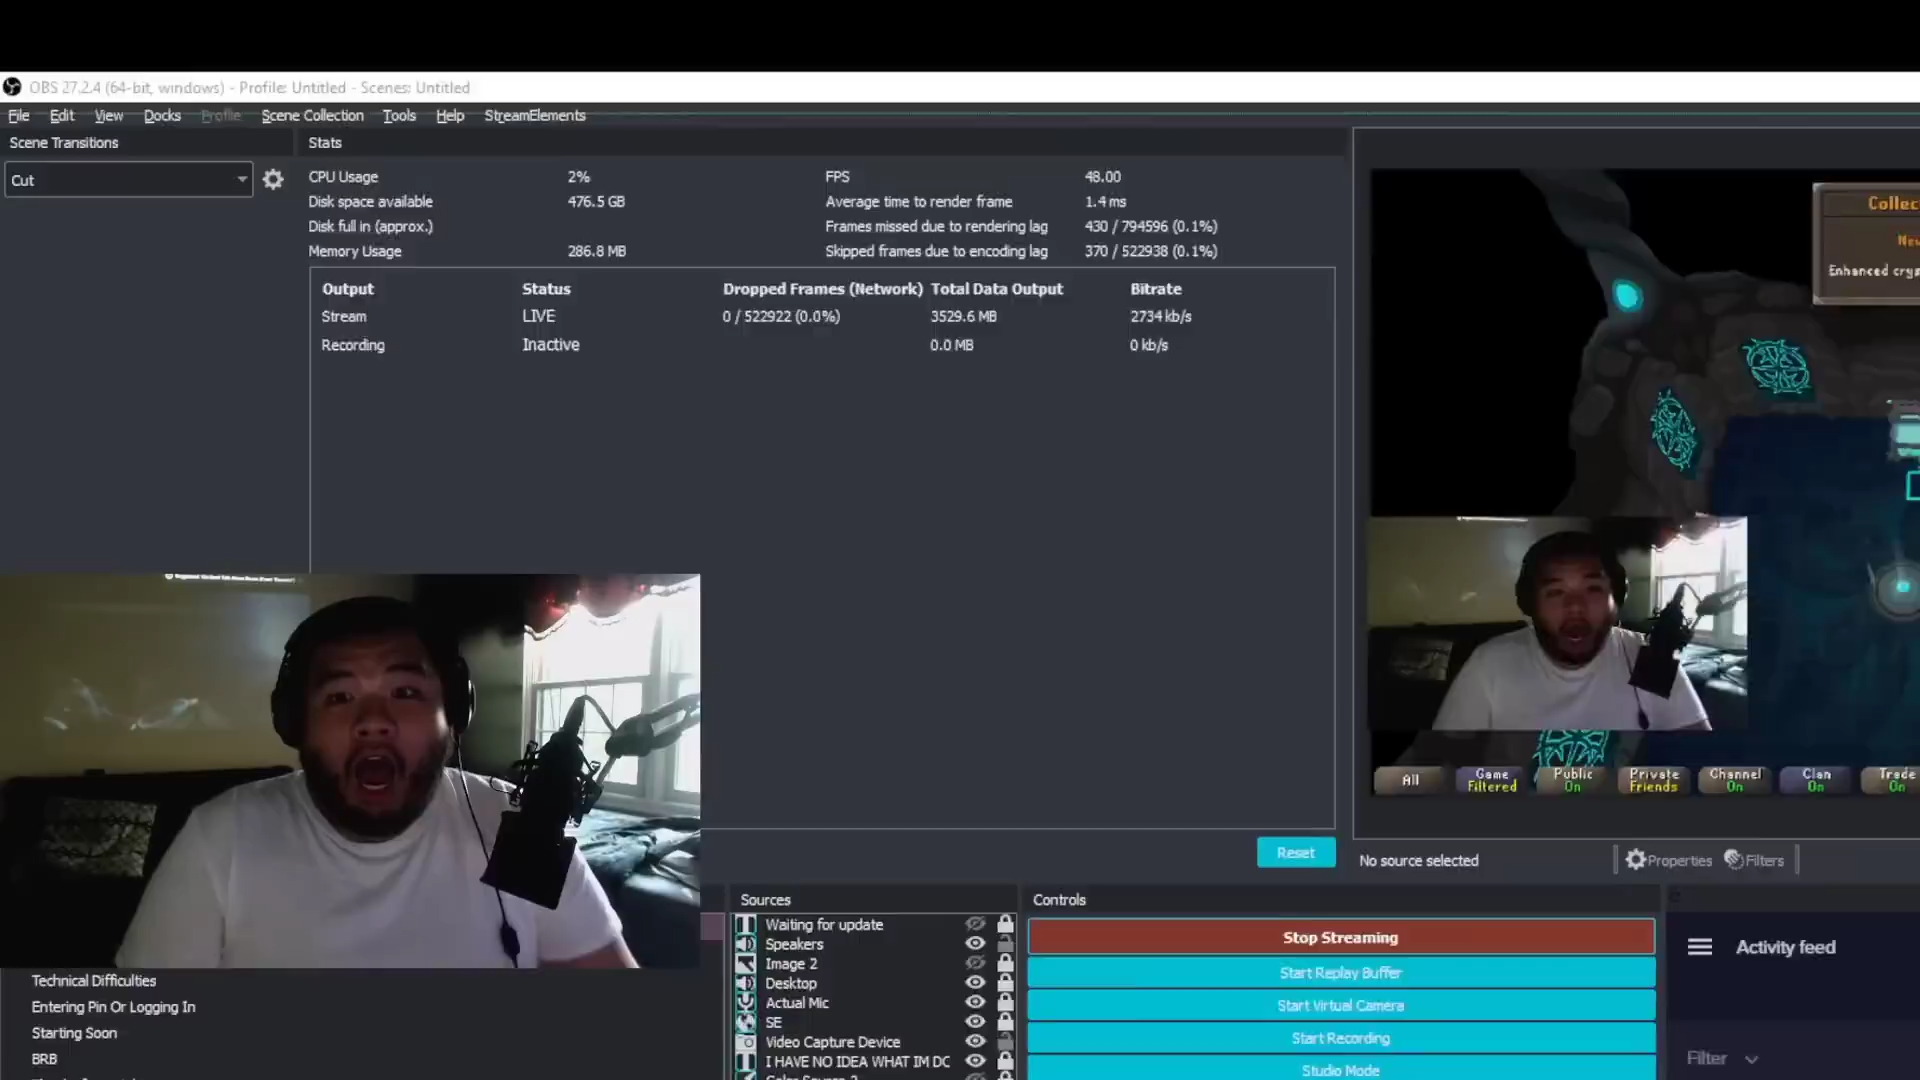 OBS 27.2.4 (64-bit, windows) - Profile: Untitled - Scenes: Untitled
File Edit View Docks Profile Scene Collection Tools Help StreamElements
Scene Transitions
Stats
Cut
CPU Usage 2% FPS 48.00
Disk space available 476.5 GB Average time to render frame 1.4 ms
Disk full in (approx.) Frames missed due to rendering lag 430 / 794596 (0.1%)
Memory Usage 286.8 MB Skipped frames due to encoding lag 370 / 522938 (0.1%)
Output Status Dropped Frames (Network) Total Data Output Bitrate
Stream LIVE 0 / 522922 (0.0%) 3529.6 MB 2734 kb/s
Recording Inactive 0.0 MB 0 kb/s
Collec
New
Enhanced crys
All
Game Filtered
Public On
Private Friends
Channel On
Clan On
Trade On
Reset
No source selected
Properties Filters
Technical Difficulties
Entering Pin Or Logging In
Starting Soon
BRB
Sources
Waiting for update
Speakers
Image 2
Desktop
Actual Mic
SE
Video Capture Device
I HAVE NO IDEA WHAT IM DO
Controls
Stop Streaming
Start Replay Buffer
Start Virtual Camera
Start Recording
Studio Mode
Activity feed
Filter